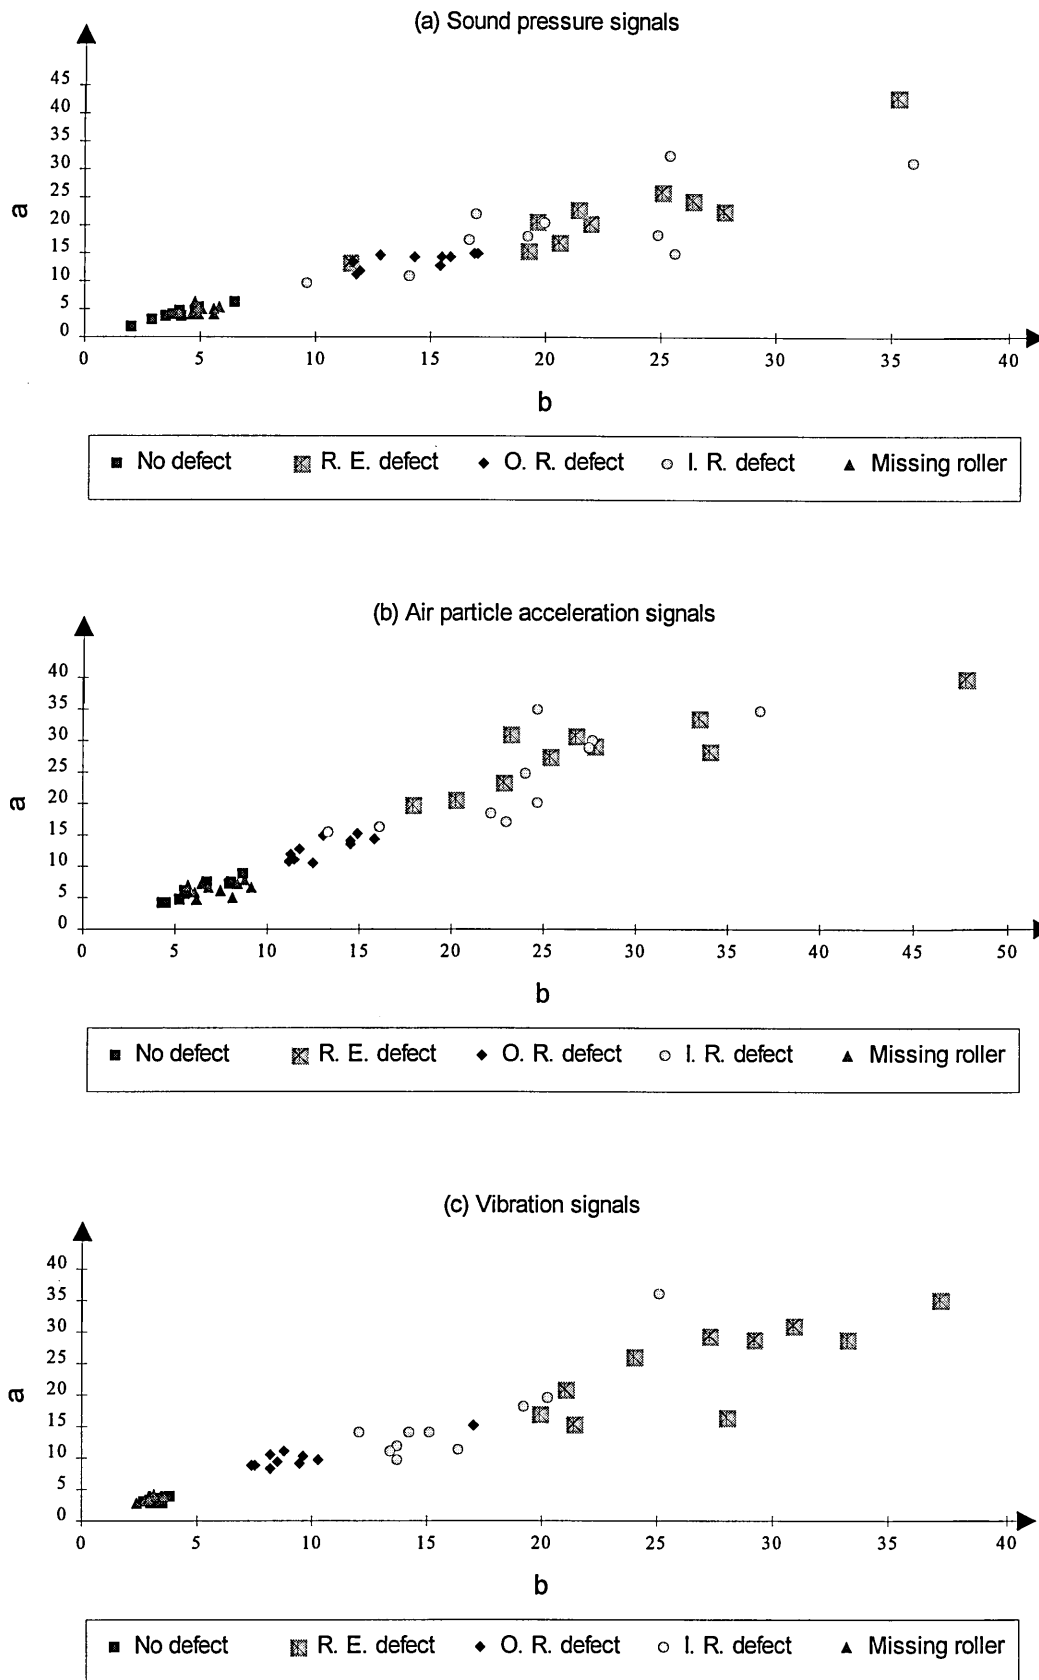 (a) Sound pressure signals
45
40
35
30
25
20
15
10
5
0
a
0 5 10 15 20 25 30 35 40
b
No defect R. E. defect O. R. defect I. R. defect Missing roller
(b) Air particle acceleration signals
40
35
30
25
20
15
10
5
0
a
0 5 10 15 20 25 30 35 40 45 50
b
No defect R. E. defect O. R. defect I. R. defect Missing roller
(c) Vibration signals
40
35
30
25
20
15
10
5
0
a
0 5 10 15 20 25 30 35 40
b
No defect R. E. defect O. R. defect I. R. defect Missing roller